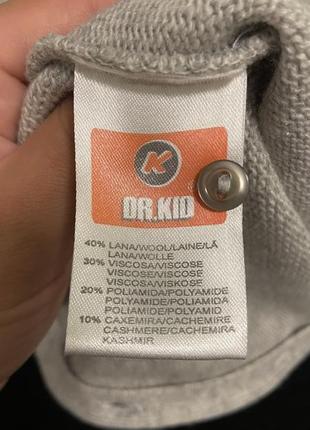 K
DR.KID
40% LANA/WOOL/LAINE/LÃ
LANA/WOLLE
30% VISCOSA/VISCOSE
VISCOSE/VISCOSE
VISCOSA/VISKOSE
20% POLIAMIDA/POLYAMIDE
POLYAMIDE/POLIAMIDA
POLIAMIDE/POLYAMID
10% CAXEMIRA/CACHEMIRE
CASHMERE/CACHEMIRA
KASHMIR